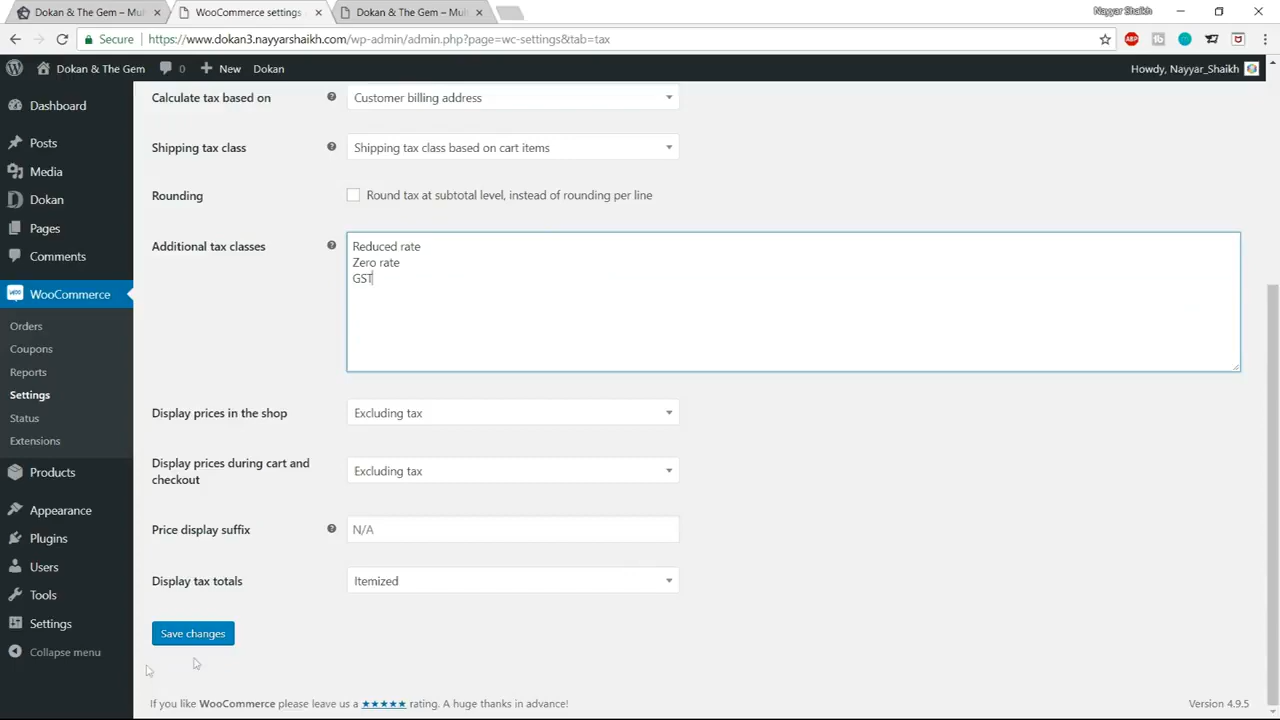 Dokan & The Gem – Mul
WooCommerce settings
Dokan & The Gem – Mul
Nayyar Shaikh
Secure
https://www.dokan3.nayyarshaikh.com/wp-admin/admin.php?page=wc-settings&tab=tax
Dokan & The Gem
0
New
Dokan
Howdy, Nayyar_Shaikh
Dashboard
Posts
Media
Dokan
Pages
Comments
WooCommerce
Orders
Coupons
Reports
Settings
Status
Extensions
Products
Appearance
Plugins
Users
Tools
Settings
Collapse menu
Calculate tax based on
Customer billing address
Shipping tax class
Shipping tax class based on cart items
Rounding
Round tax at subtotal level, instead of rounding per line
Additional tax classes
Reduced rate
Zero rate
GST
Display prices in the shop
Excluding tax
Display prices during cart and
checkout
Excluding tax
Price display suffix
N/A
Display tax totals
Itemized
Save changes
If you like WooCommerce please leave us a ★★★★★ rating. A huge thanks in advance!
Version 4.9.5